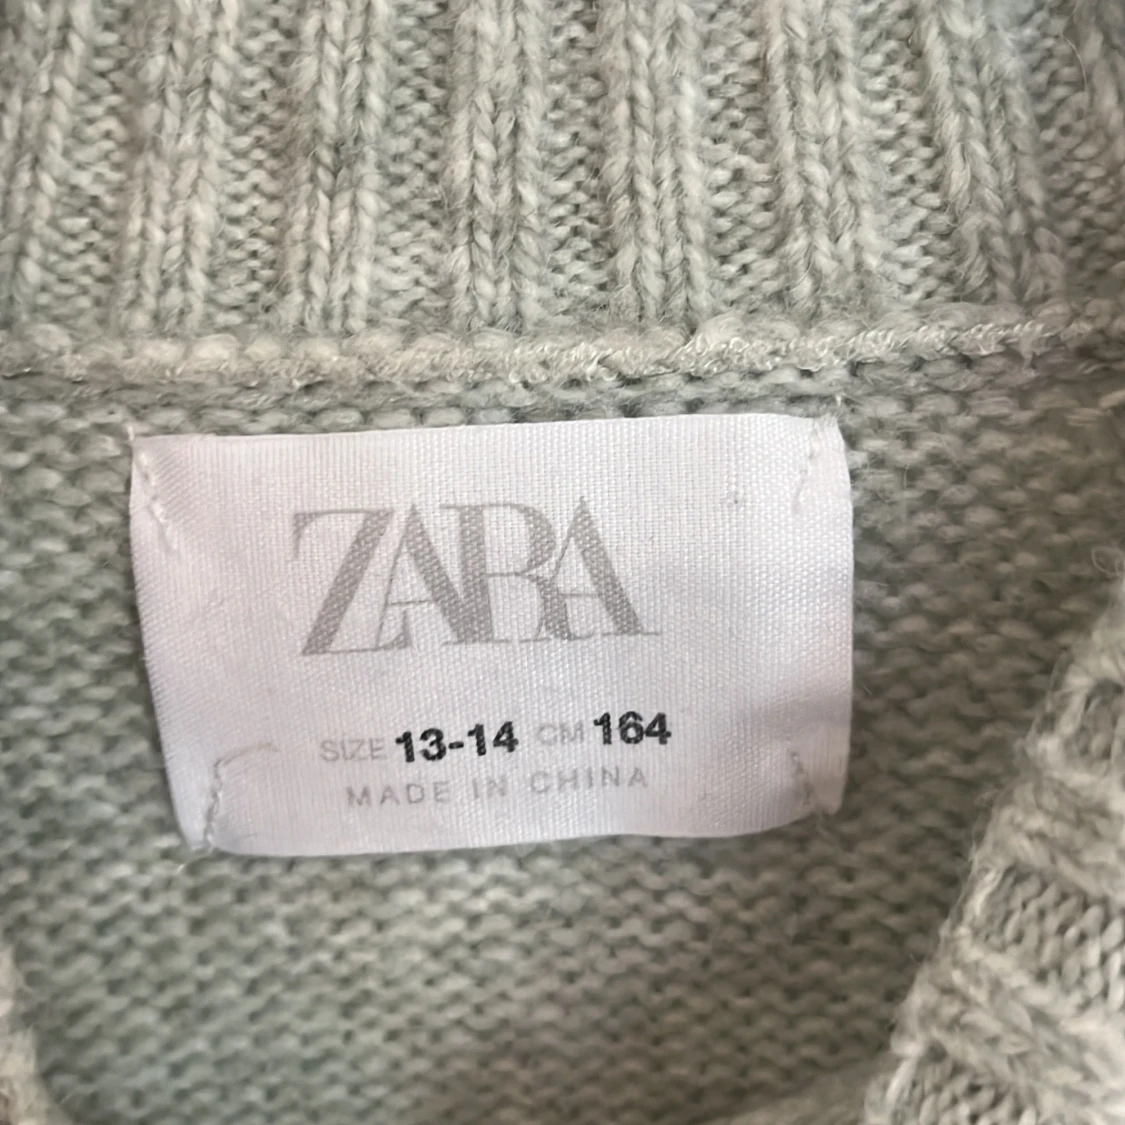 ZARA
SIZE 13-14 CM 164
MADE IN CHINA